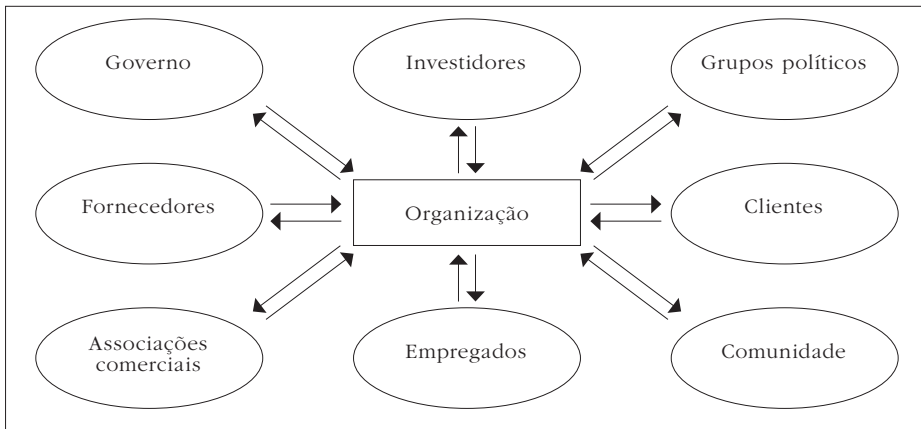 Governo
Investidores
Grupos políticos
Fornecedores
Organização
Clientes
Associações
comerciais
Empregados
Comunidade